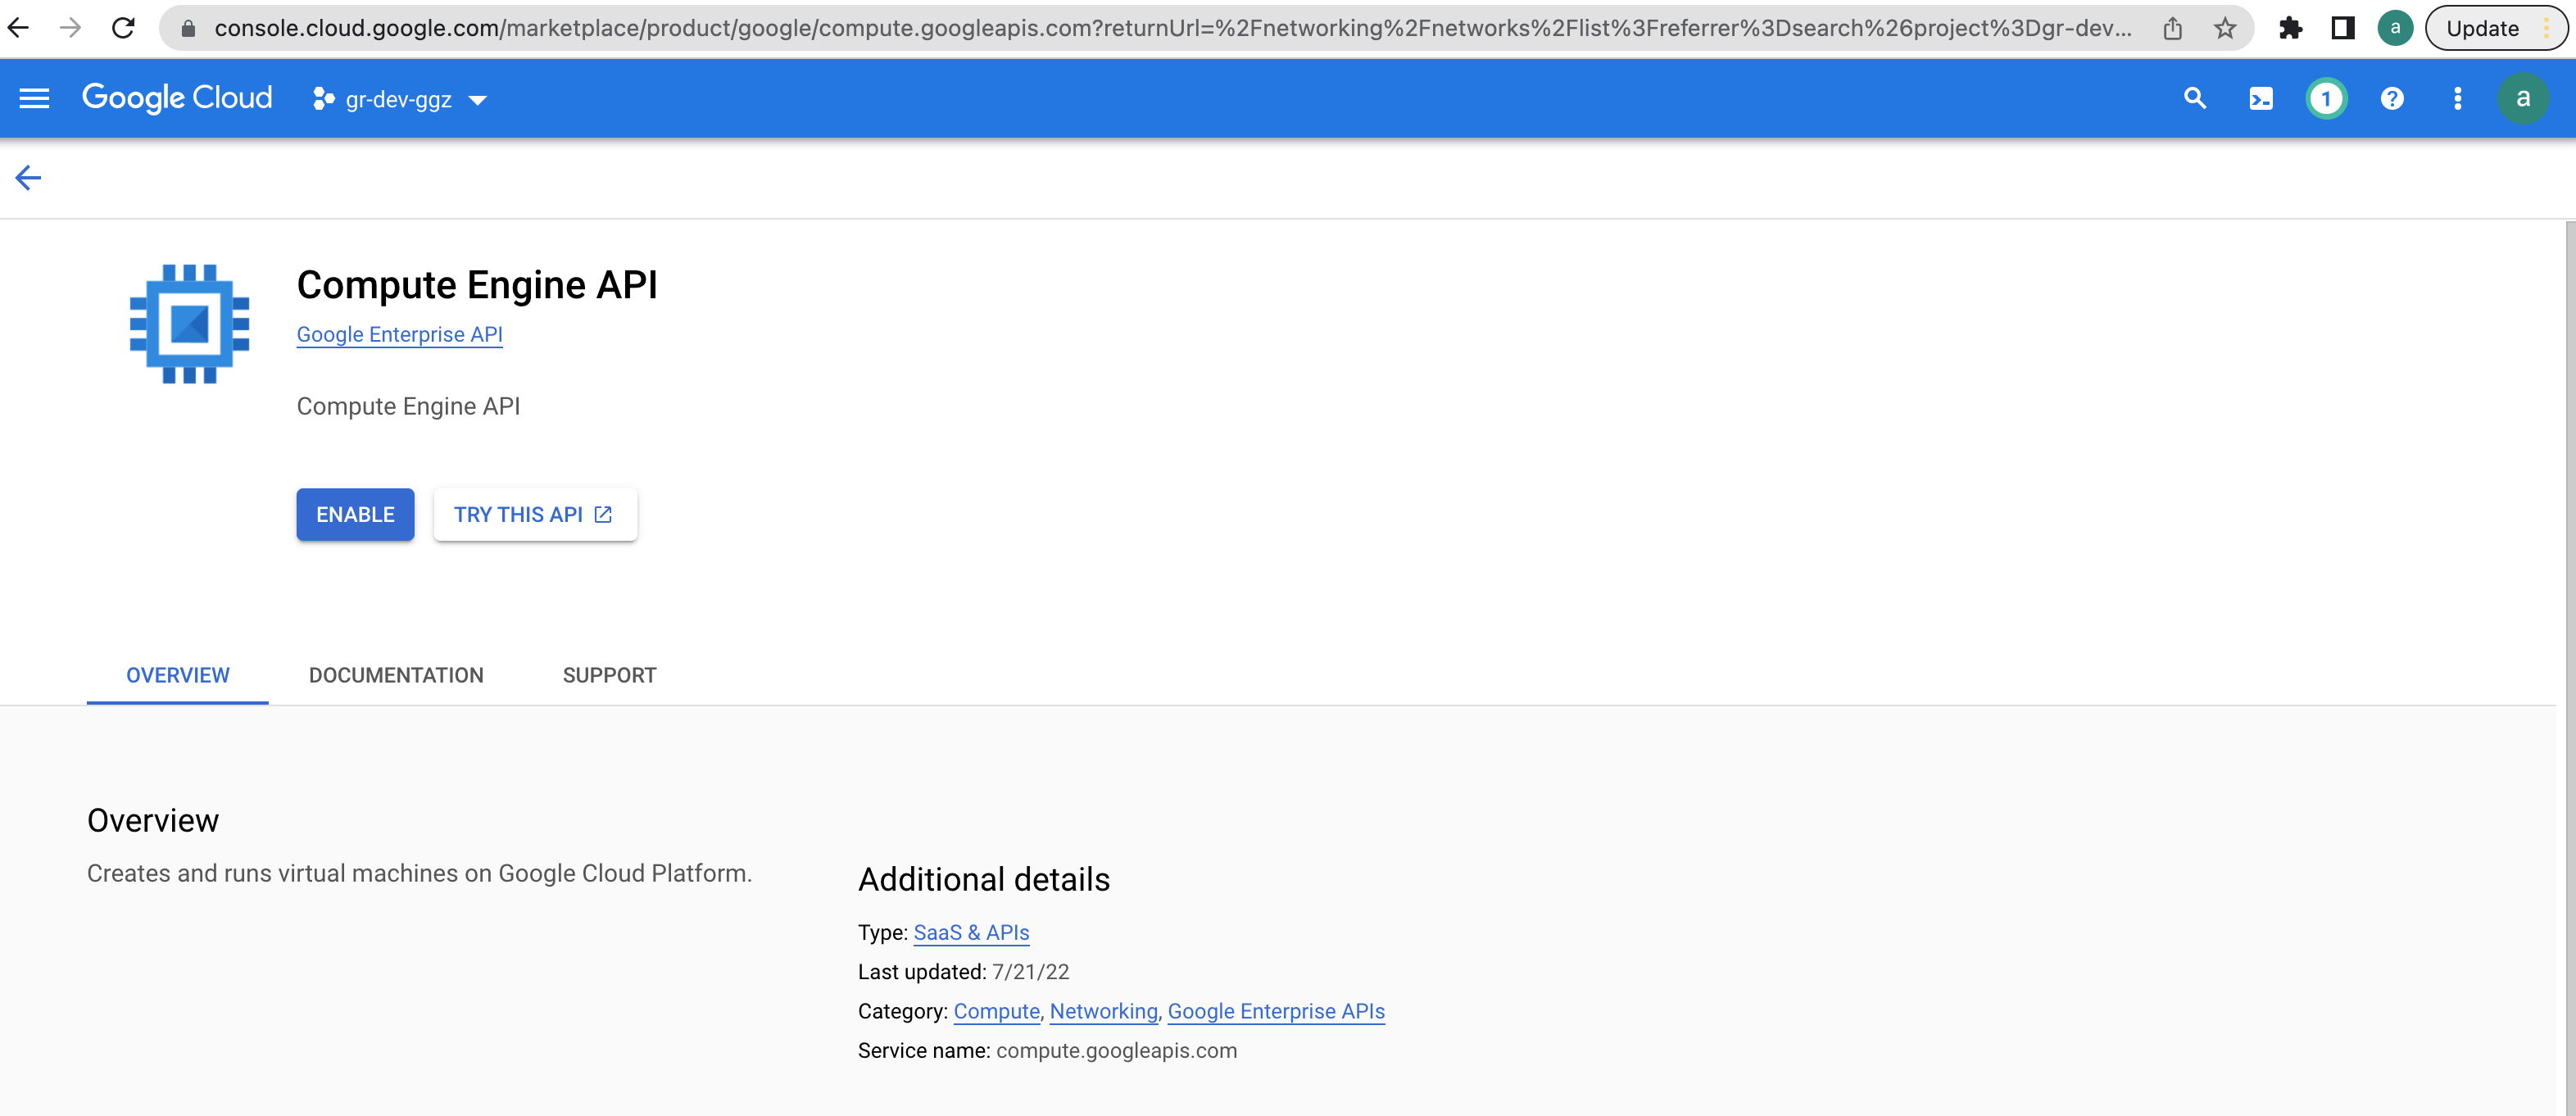 console.cloud.google.com/marketplace/product/google/compute.googleapis.com?returnUrl=%2Fnetworking%2Fnetworks%2Flist%3Freferrer%3Dsearch%26project%3Dgr-dev...
a
Update
Google Cloud
gr-dev-ggz
1
a
Compute Engine API
Google Enterprise API
Compute Engine API
ENABLE
TRY THIS API
OVERVIEW
DOCUMENTATION
SUPPORT
Overview
Creates and runs virtual machines on Google Cloud Platform.
Additional details
Type: SaaS & APIs
Last updated: 7/21/22
Category: Compute, Networking, Google Enterprise APIs
Service name: compute.googleapis.com